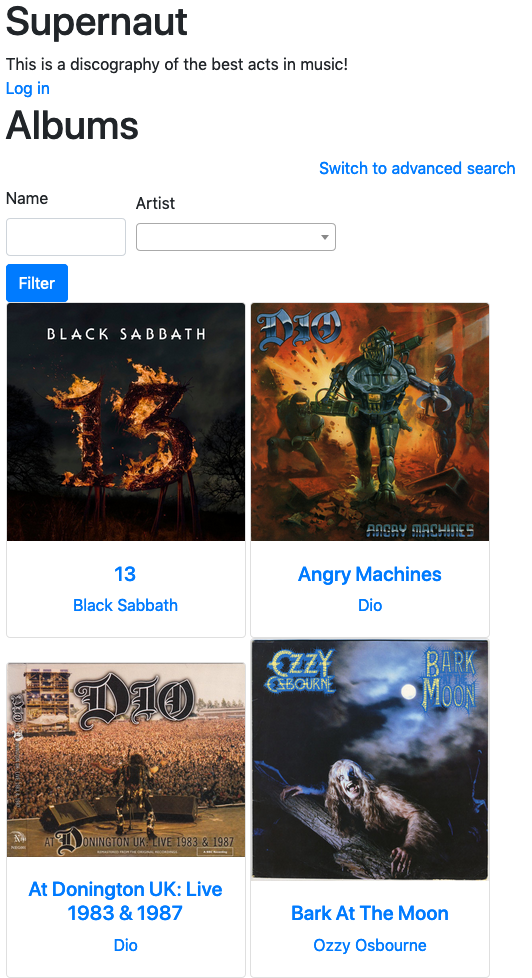 Supernaut
This is a discography of the best acts in music!
Log in
Albums
Switch to advanced search
Name
Artist
Filter
BLACK SABBATH
13
DIO
ANGRY MACHINES
13
Angry Machines
Black Sabbath
Dio
DIO
AT DONINGTON UK: LIVE 1983 & 1987
OZZY
OSBOURNE
BARK
AT THE
MOON
At Donington UK: Live
1983 & 1987
Dio
Bark At The Moon
Ozzy Osbourne